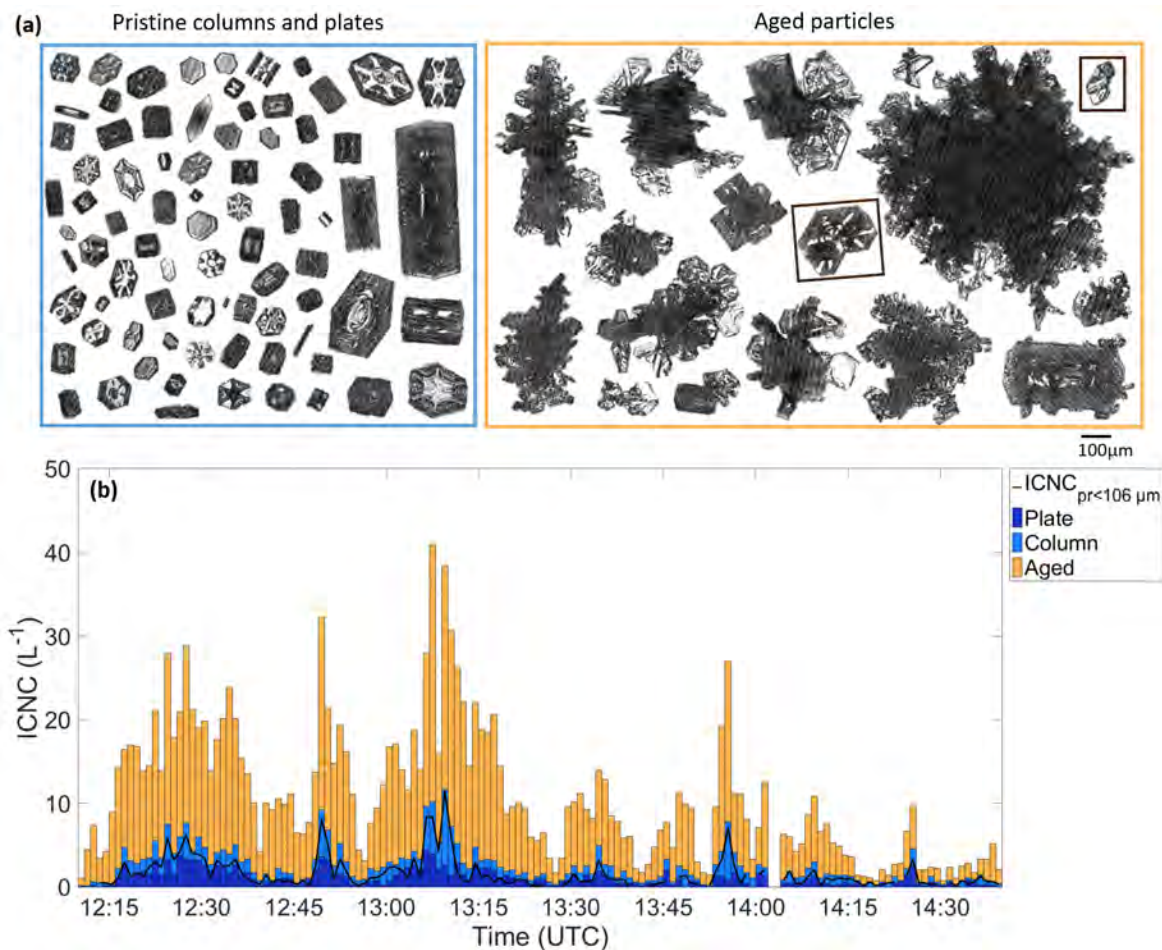 (a)
Pristine columns and plates
Aged particles
100μm
(b)
50
40
30
20
10
0
ICNC (L⁻¹)
12:15 12:30 12:45 13:00 13:15 13:30 13:45 14:00 14:15 14:30
Time (UTC)
ICNC pr<106 μm
Plate
Column
Aged